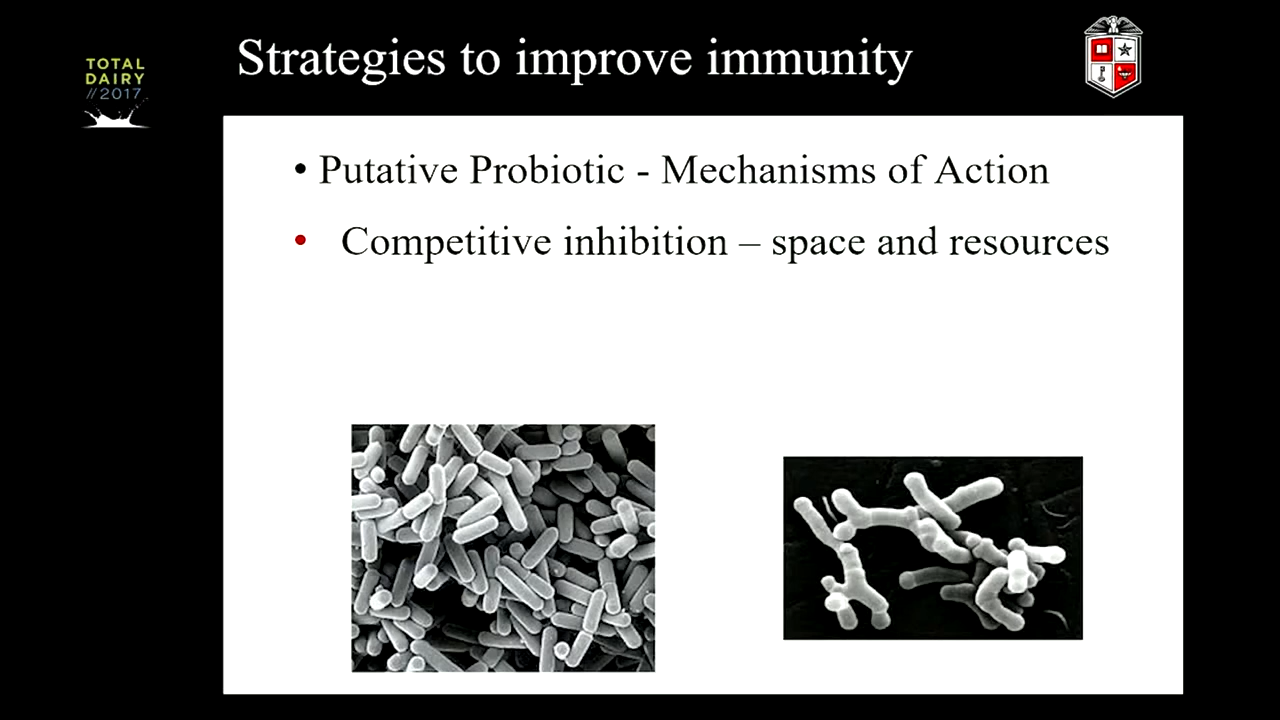 Strategies to improve immunity
TOTAL
DAIRY
//2017
• Putative Probiotic - Mechanisms of Action
• Competitive inhibition – space and resources